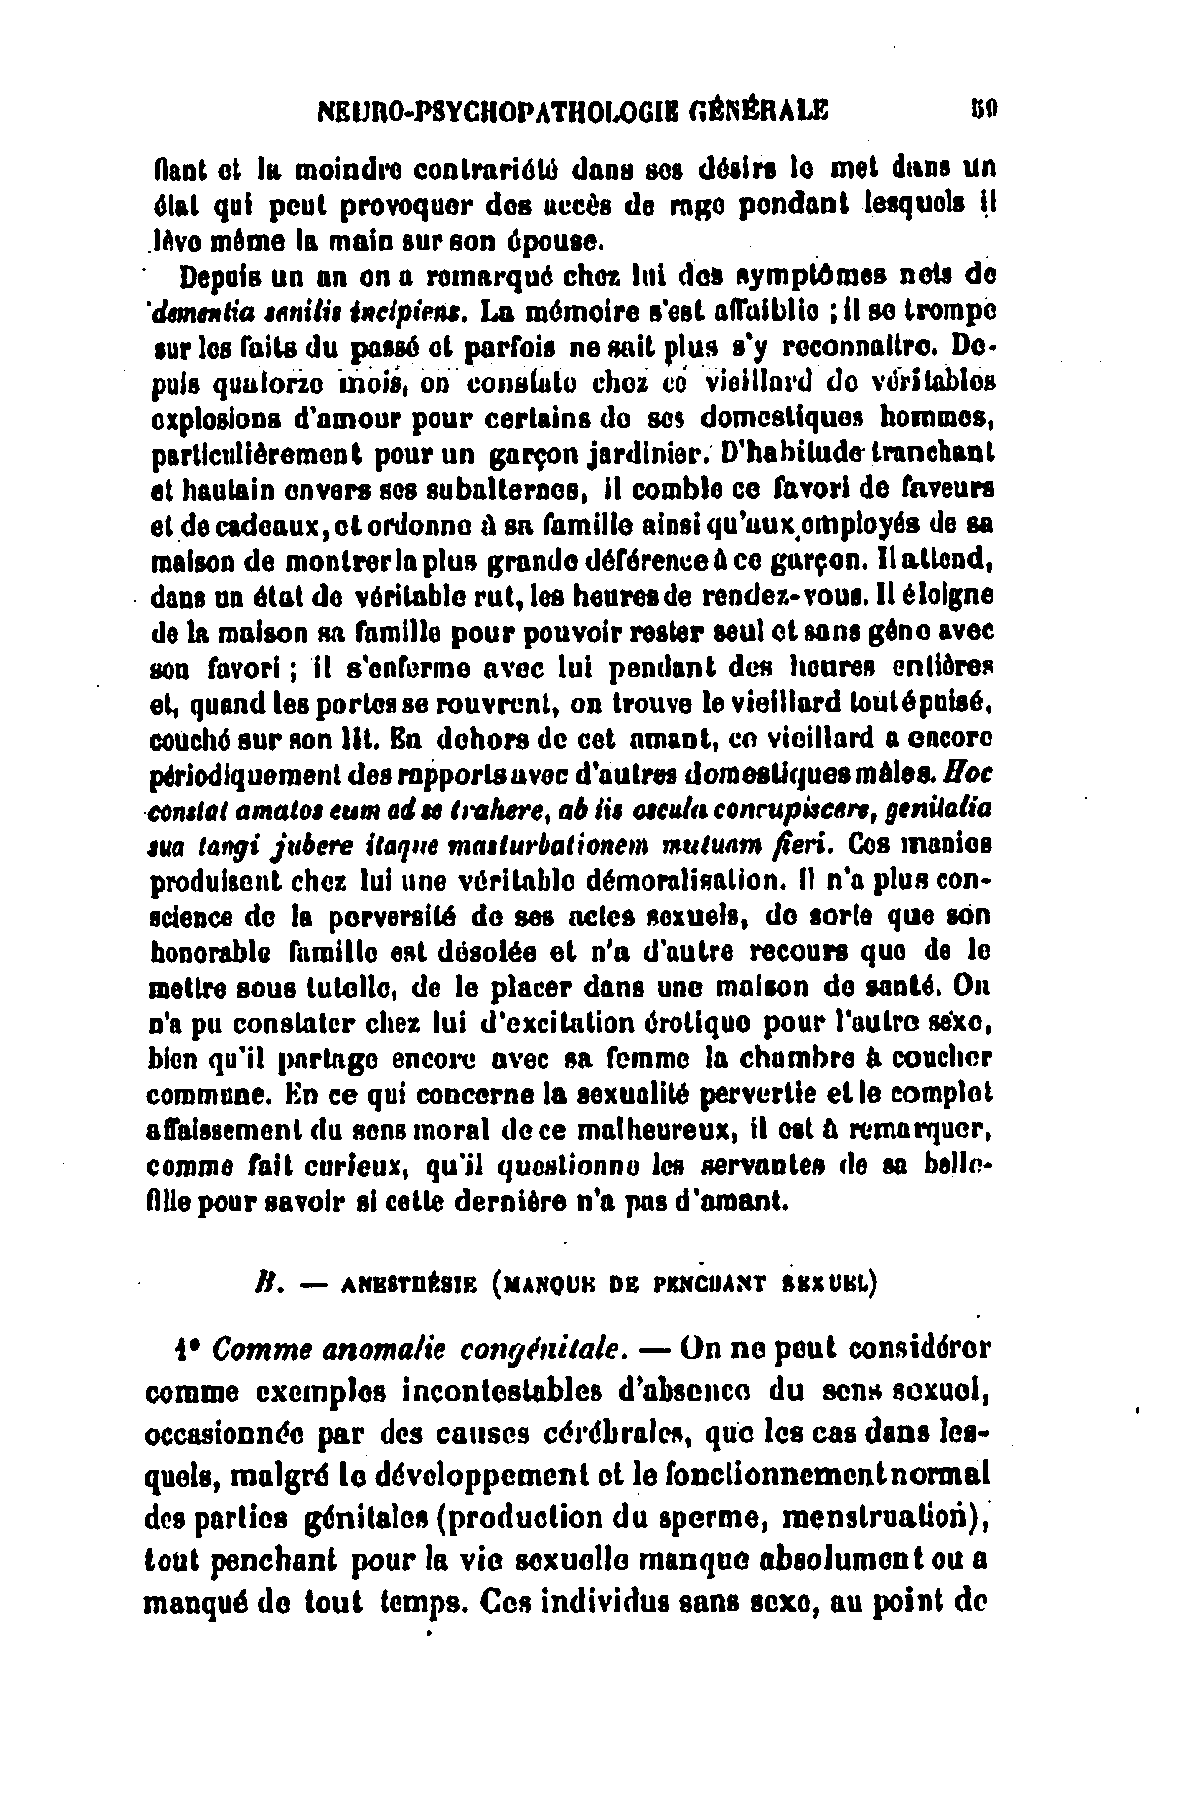 NEURO-PSYCHOPATHOLOGIE GÉNÉRALE 59
fiant et la moindre contrariété dans ses désirs le met dans un
état qui peut provoquer des accès de rage pendant lesquels il
lève même la main sur son épouse.
Depuis un an on a remarqué chez lui des symptômes nets de
dementia senilis incipiens. La mémoire s'est affaiblie ; il se trompe
sur les faits du passé et parfois ne sait plus s'y reconnaître. De-
puis quatorze mois, on constate chez ce vieillard de véritables
explosions d'amour pour certains de ses domestiques hommes,
particulièrement pour un garçon jardinier. D'habitude tranchant
et hautain envers ses subalternes, il comble ce favori de faveurs
et de cadeaux, et ordonne à sa famille ainsi qu'aux employés de sa
maison de montrer la plus grande déférence à ce garçon. Il attend,
dans un état de véritable rut, les heures de rendez-vous. Il éloigne
de la maison sa famille pour pouvoir rester seul et sans gêne avec
son favori ; il s'enferme avec lui pendant des heures entières
et, quand les portes se rouvrent, on trouve le vieillard tout épuisé,
couché sur son lit. En dehors de cet amant, ce vieillard a encore
périodiquement des rapports avec d'autres domestiques mâles. Hoc
constat amatos eum ad se trahere, ab iis oscula concupiscere, genitalia
sua tangi jubere itaque masturbationem mutuam fieri. Ces manies
produisent chez lui une véritable démoralisation. Il n'a plus con-
science de la perversité de ses actes sexuels, de sorte que son
honorable famille est désolée et n'a d'autre recours que de le
mettre sous tutelle, de le placer dans une maison de santé. On
n'a pu constater chez lui d'excitation érotique pour l'autre sexe,
bien qu'il partage encore avec sa femme la chambre à coucher
commune. En ce qui concerne la sexualité pervertie et le complet
affaissement du sens moral de ce malheureux, il est à remarquer,
comme fait curieux, qu'il questionne les servantes de sa belle-
fille pour savoir si cette dernière n'a pas d'amant.
B. — ANESTHÉSIE (MANQUE DE PENCHANT SEXUEL)
1° Comme anomalie congénitale. — On ne peut considérer
comme exemples incontestables d'absence du sens sexuel,
occasionnée par des causes cérébrales, que les cas dans les-
quels, malgré le développement et le fonctionnement normal
des parties génitales (production du sperme, menstruation),
tout penchant pour la vie sexuelle manque absolument ou a
manqué de tout temps. Ces individus sans sexe, au point de